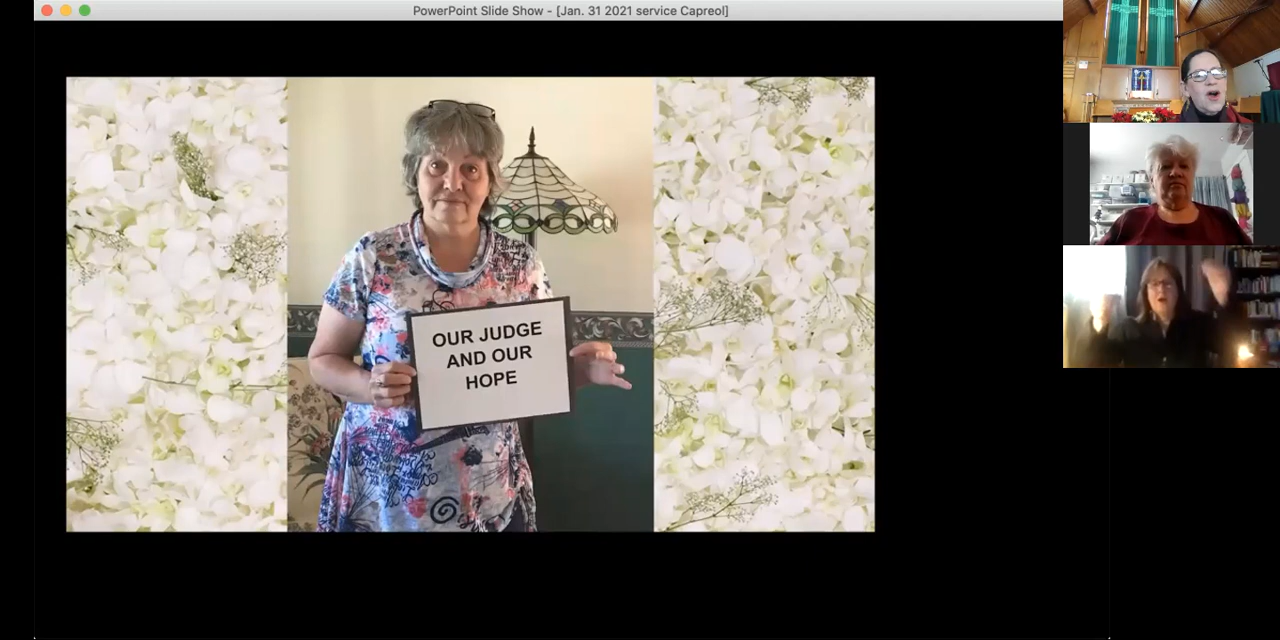 PowerPoint Slide Show - [Jan. 31 2021 service Capreol]
OUR JUDGE
AND OUR
HOPE